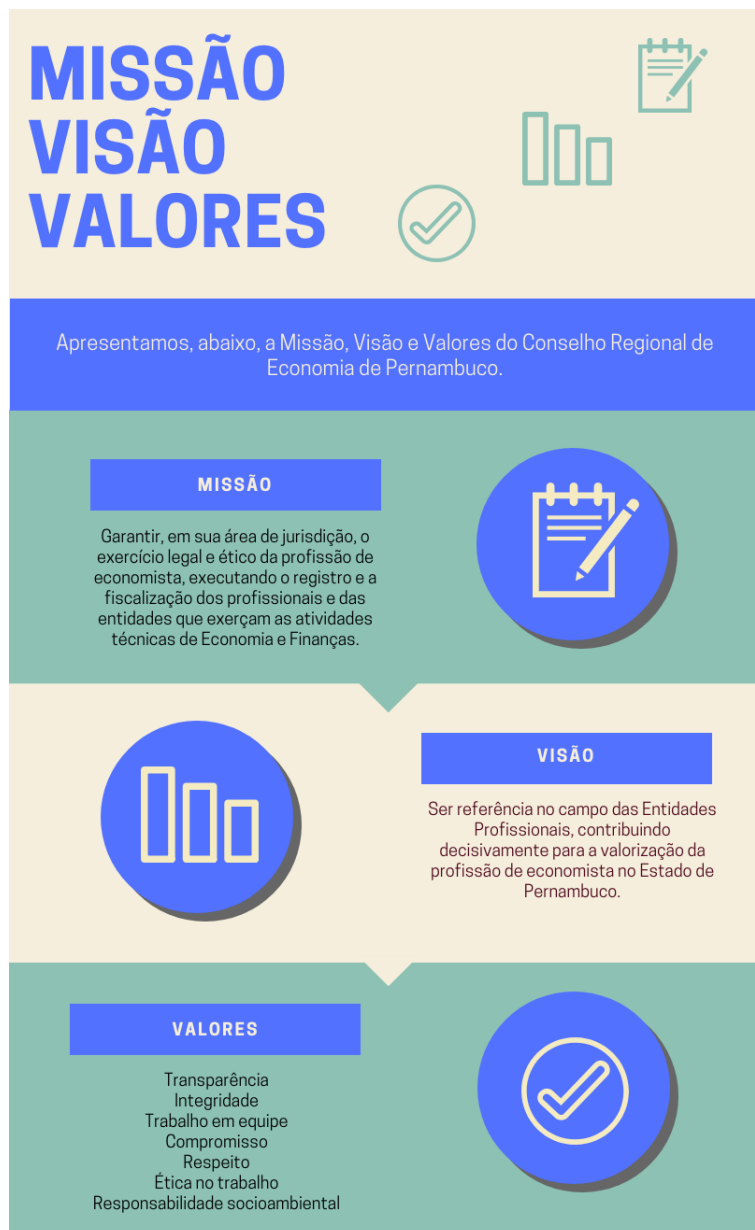 MISSÃO
VISÃO
VALORES
Apresentamos, abaixo, a Missão, Visão e Valores do Conselho Regional de
Economia de Pernambuco.
MISSÃO
Garantir, em sua área de jurisdição, o
exercício legal e ético da profissão de
economista, executando o registro e a
fiscalização dos profissionais e das
entidades que exerçam as atividades
técnicas de Economia e Finanças.
VISÃO
Ser referência no campo das Entidades
Profissionais, contribuindo
decisivamente para a valorização da
profissão de economista no Estado de
Pernambuco.
VALORES
Transparência
Integridade
Trabalho em equipe
Compromisso
Respeito
Ética no trabalho
Responsabilidade socioambiental